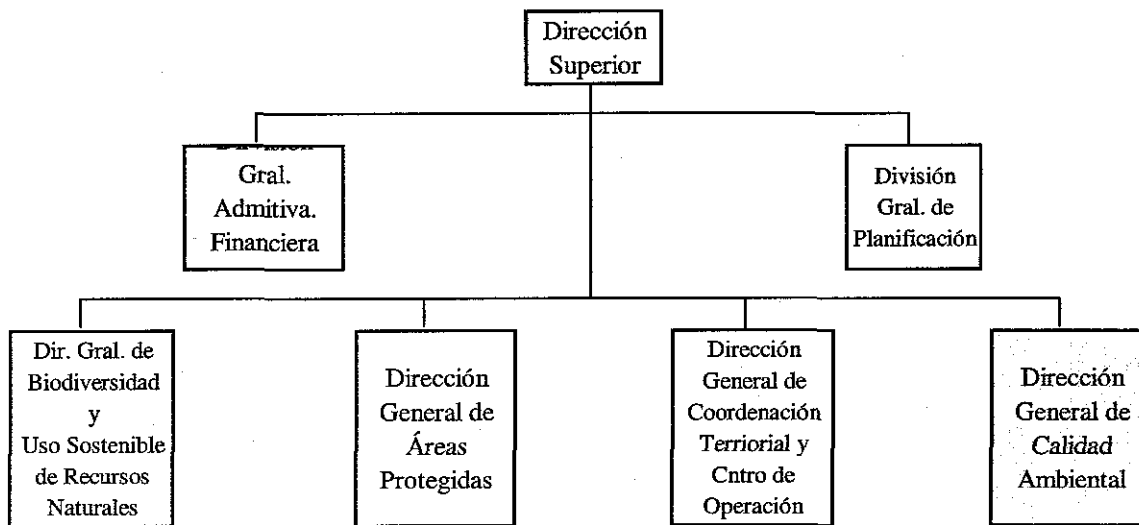 Dirección
Superior
Gral.
Admitiva.
Financiera
División
Gral. de
Planificación
Dir. Gral. de
Biodiversidad
y
Uso Sostenible
de Recursos
Naturales
Dirección
General de
Áreas
Protegidas
Dirección
General de
Coordenación
Terriorial y
Cntro de
Operación
Dirección
General de
Calidad
Ambiental